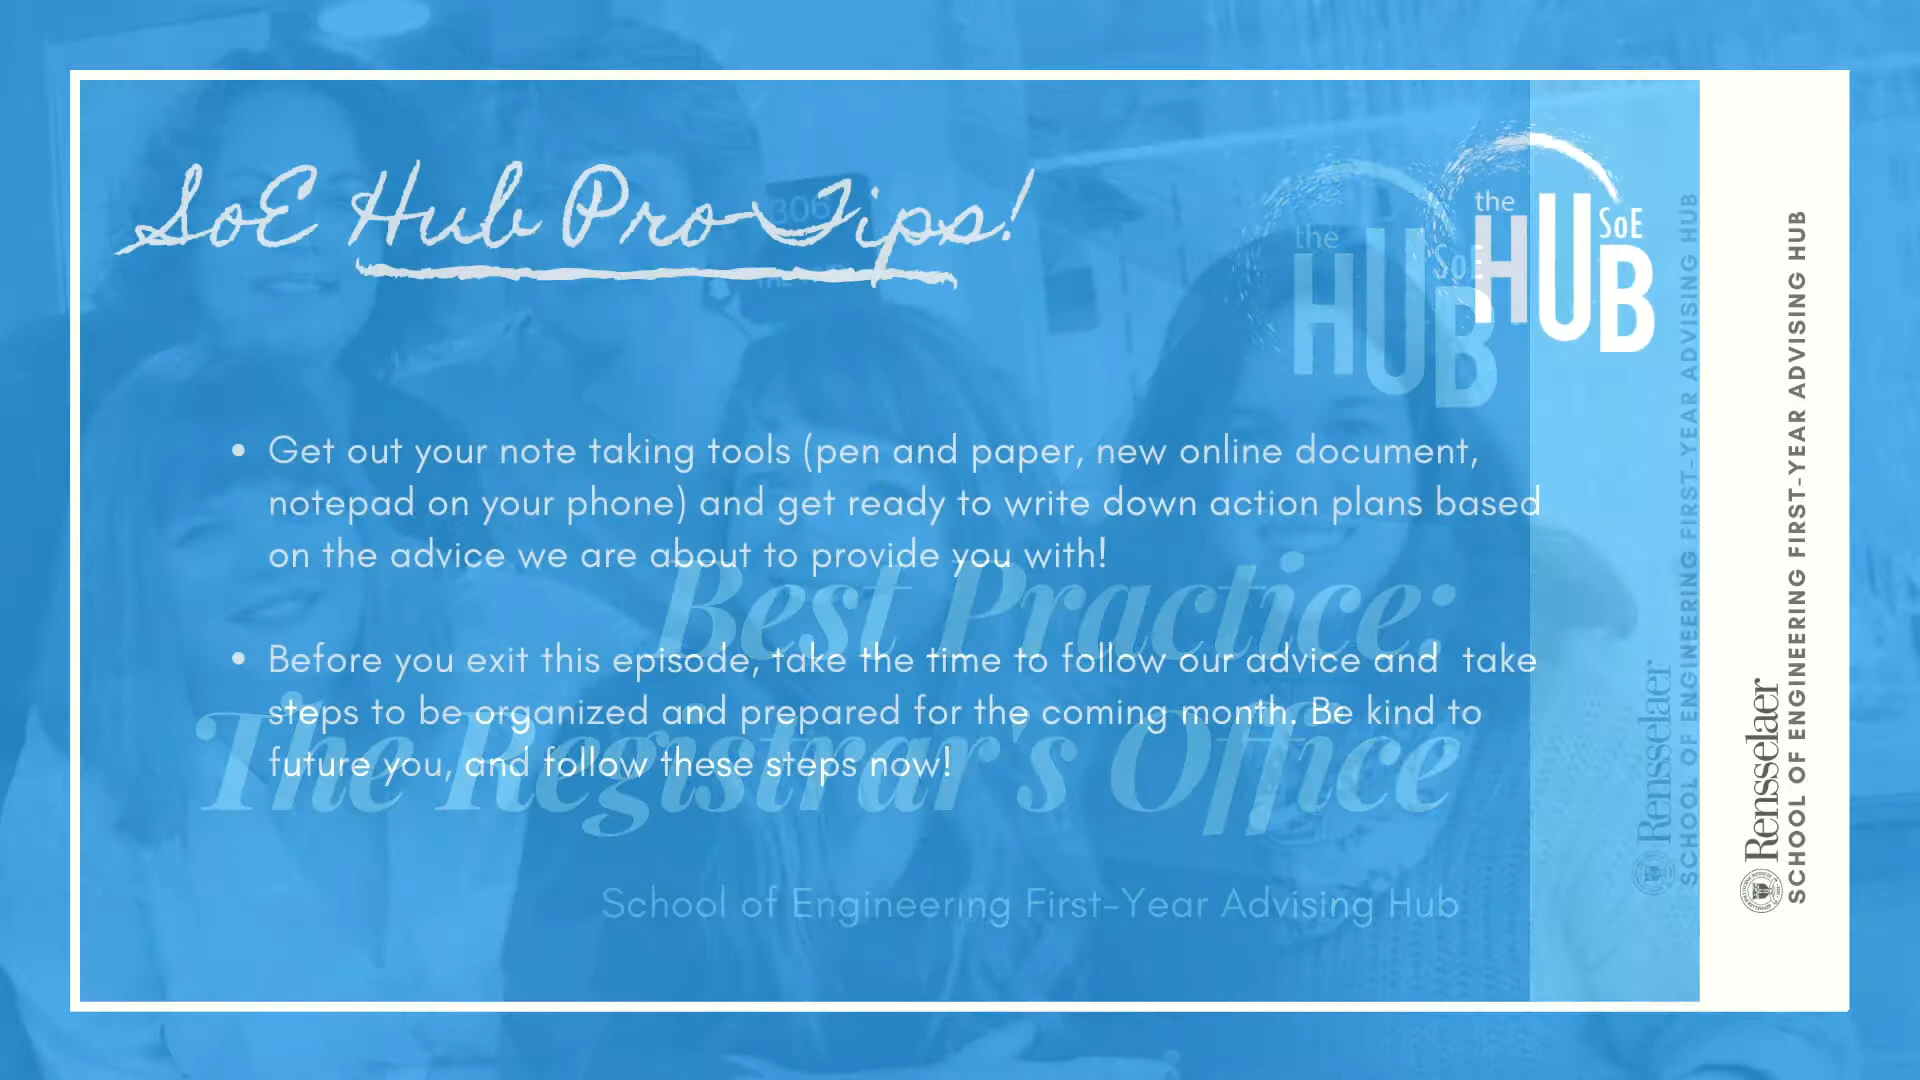 SoE Hub Pro-Tips!
the
HUB
SoE
the
HUB
SoE
305
• Get out your note taking tools (pen and paper, new online document,
notepad on your phone) and get ready to write down action plans based
on the advice we are about to provide you with!
• Before you exit this episode, take the time to follow our advice and take
steps to be organized and prepared for the coming month. Be kind to
future you, and follow these steps now!
Best Practice:
The Registrar's Office
School of Engineering First-Year Advising Hub
Rensselaer
SCHOOL OF ENGINEERING FIRST-YEAR ADVISING HUB
Rensselaer
SCHOOL OF ENGINEERING FIRST-YEAR ADVISING HUB